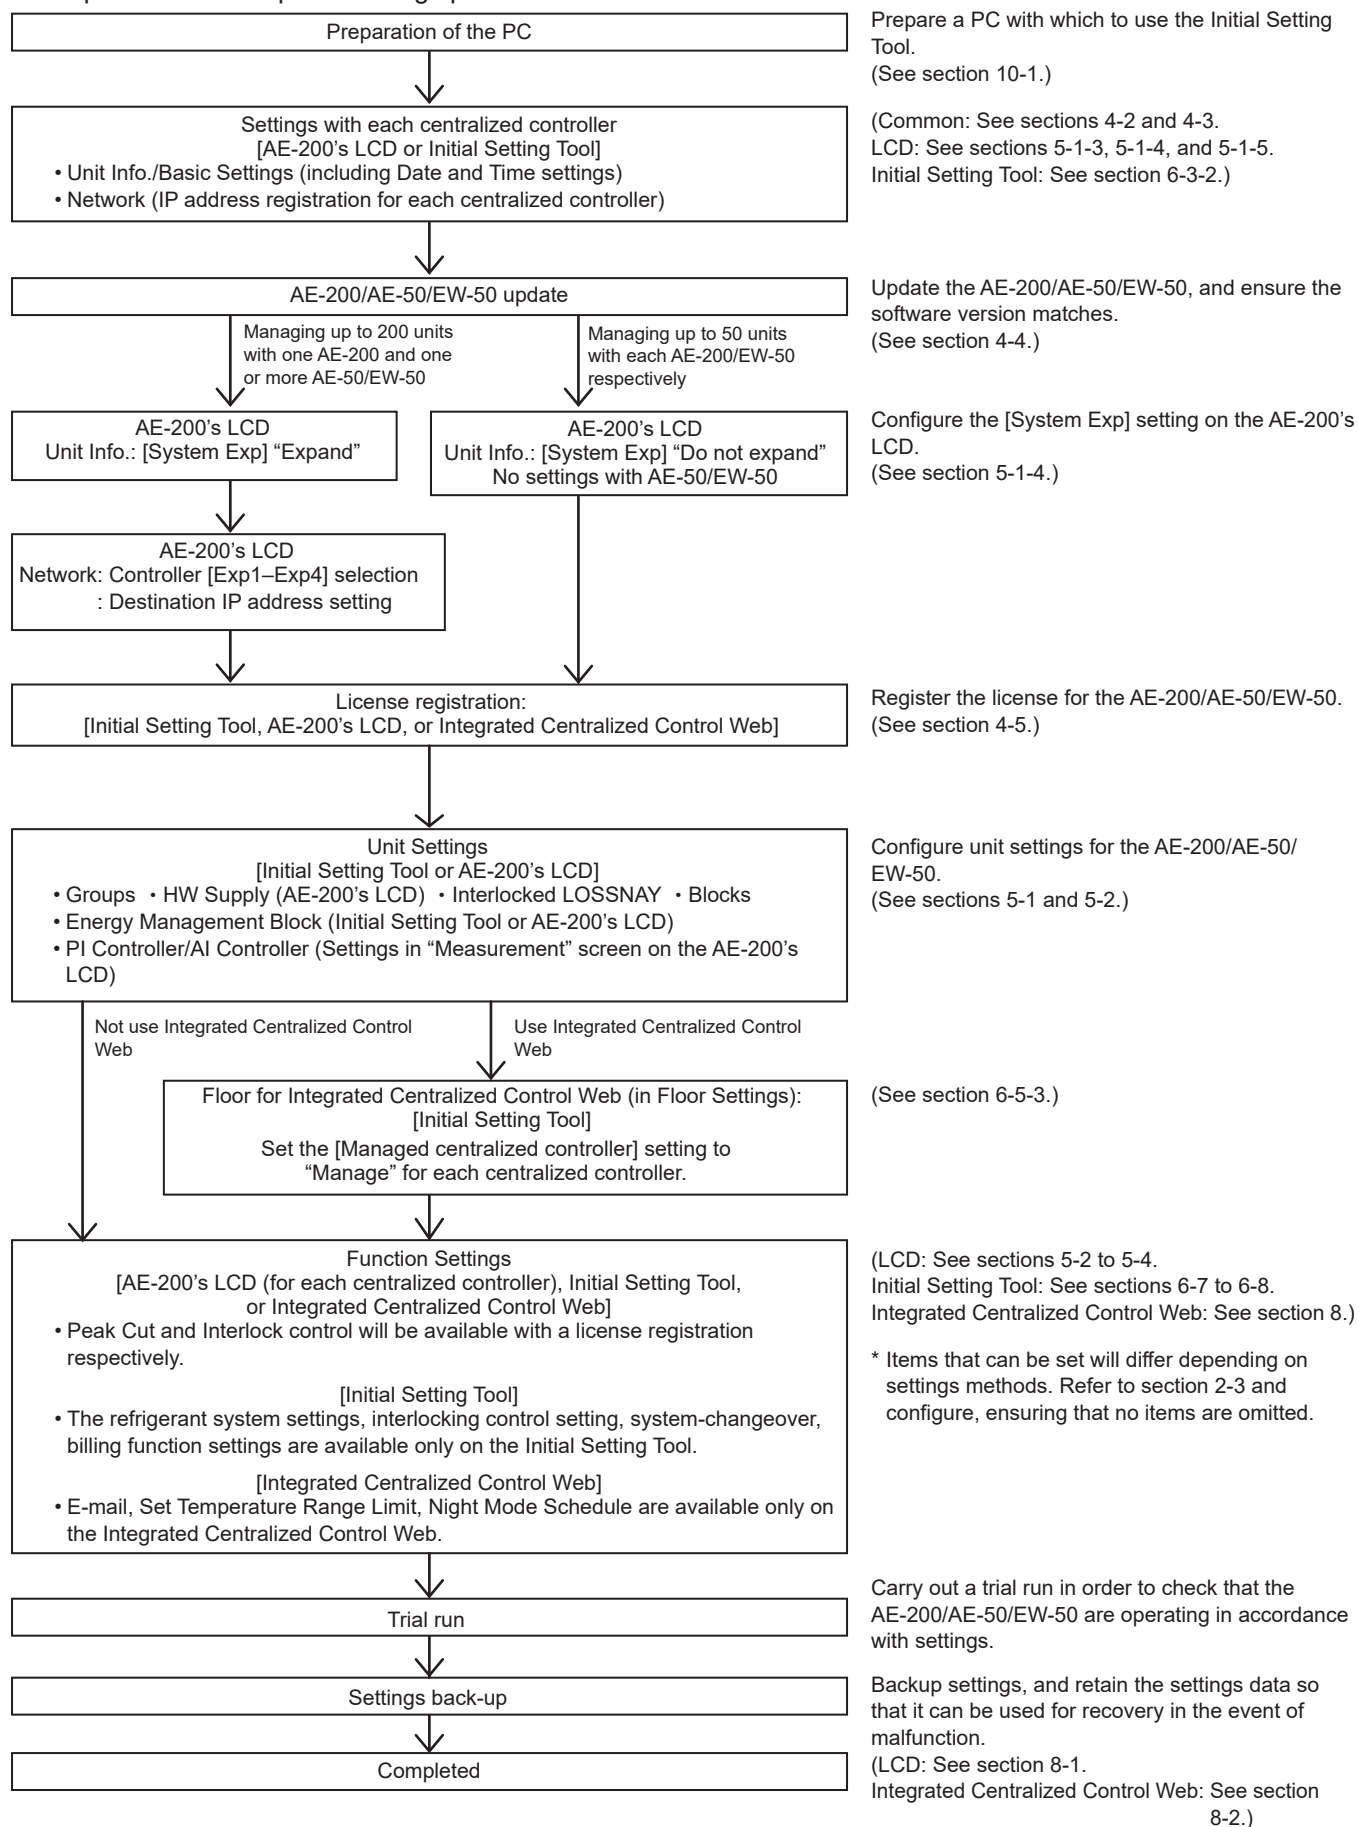 Preparation of the PC
Prepare a PC with which to use the Initial Setting
Tool.
(See section 10-1.)
Settings with each centralized controller
[AE-200's LCD or Initial Setting Tool]
• Unit Info./Basic Settings (including Date and Time settings)
• Network (IP address registration for each centralized controller)
(Common: See sections 4-2 and 4-3.
LCD: See sections 5-1-3, 5-1-4, and 5-1-5.
Initial Setting Tool: See section 6-3-2.)
AE-200/AE-50/EW-50 update
Update the AE-200/AE-50/EW-50, and ensure the
software version matches.
(See section 4-4.)
Managing up to 200 units
with one AE-200 and one
or more AE-50/EW-50
Managing up to 50 units
with each AE-200/EW-50
respectively
AE-200's LCD
Unit Info.: [System Exp] “Expand”
AE-200's LCD
Unit Info.: [System Exp] “Do not expand”
No settings with AE-50/EW-50
Configure the [System Exp] setting on the AE-200's
LCD.
(See section 5-1-4.)
AE-200's LCD
Network: Controller [Exp1–Exp4] selection
: Destination IP address setting
License registration:
[Initial Setting Tool, AE-200's LCD, or Integrated Centralized Control Web]
Register the license for the AE-200/AE-50/EW-50.
(See section 4-5.)
Unit Settings
[Initial Setting Tool or AE-200's LCD]
• Groups ・HW Supply (AE-200's LCD) ・Interlocked LOSSNAY ・Blocks
• Energy Management Block (Initial Setting Tool or AE-200's LCD)
• PI Controller/AI Controller (Settings in “Measurement” screen on the AE-200's
LCD)
Configure unit settings for the AE-200/AE-50/
EW-50.
(See sections 5-1 and 5-2.)
Not use Integrated Centralized Control
Web
Use Integrated Centralized Control
Web
Floor for Integrated Centralized Control Web (in Floor Settings):
[Initial Setting Tool]
Set the [Managed centralized controller] setting to
“Manage” for each centralized controller.
(See section 6-5-3.)
Function Settings
[AE-200's LCD (for each centralized controller), Initial Setting Tool,
or Integrated Centralized Control Web]
• Peak Cut and Interlock control will be available with a license registration
respectively.
[Initial Setting Tool]
• The refrigerant system settings, interlocking control setting, system-changeover,
billing function settings are available only on the Initial Setting Tool.
[Integrated Centralized Control Web]
• E-mail, Set Temperature Range Limit, Night Mode Schedule are available only on
the Integrated Centralized Control Web.
(LCD: See sections 5-2 to 5-4.
Initial Setting Tool: See sections 6-7 to 6-8.
Integrated Centralized Control Web: See section 8.)
* Items that can be set will differ depending on
settings methods. Refer to section 2-3 and
configure, ensuring that no items are omitted.
Trial run
Carry out a trial run in order to check that the
AE-200/AE-50/EW-50 are operating in accordance
with settings.
Settings back-up
Backup settings, and retain the settings data so
that it can be used for recovery in the event of
malfunction.
(LCD: See section 8-1.
Integrated Centralized Control Web: See section
8-2.)
Completed